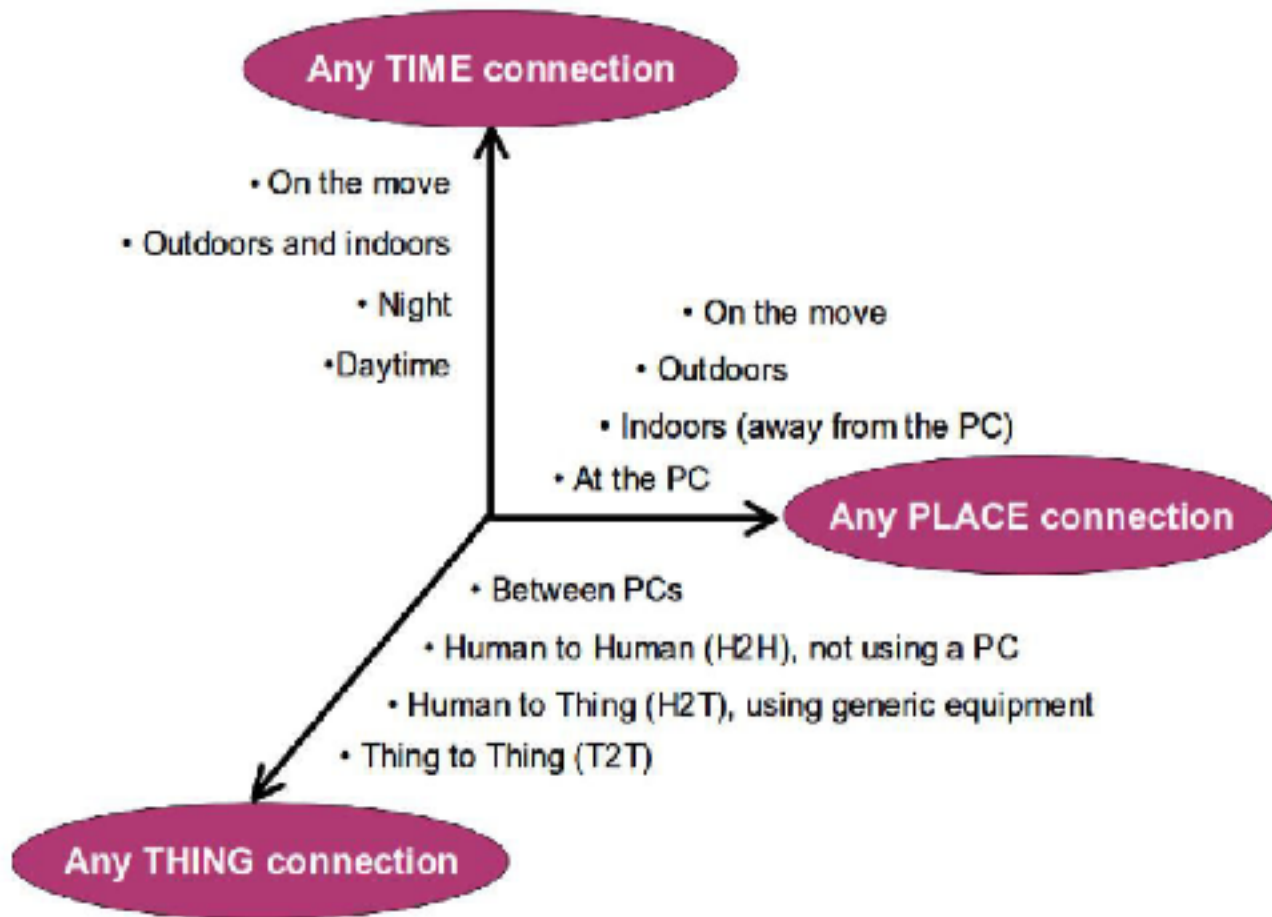 Any TIME connection
• On the move
• Outdoors and indoors
• Night
•Daytime
• On the move
• Outdoors
• Indoors (away from the PC)
• At the PC
Any PLACE connection
• Between PCs
• Human to Human (H2H), not using a PC
• Human to Thing (H2T), using generic equipment
• Thing to Thing (T2T)
Any THING connection